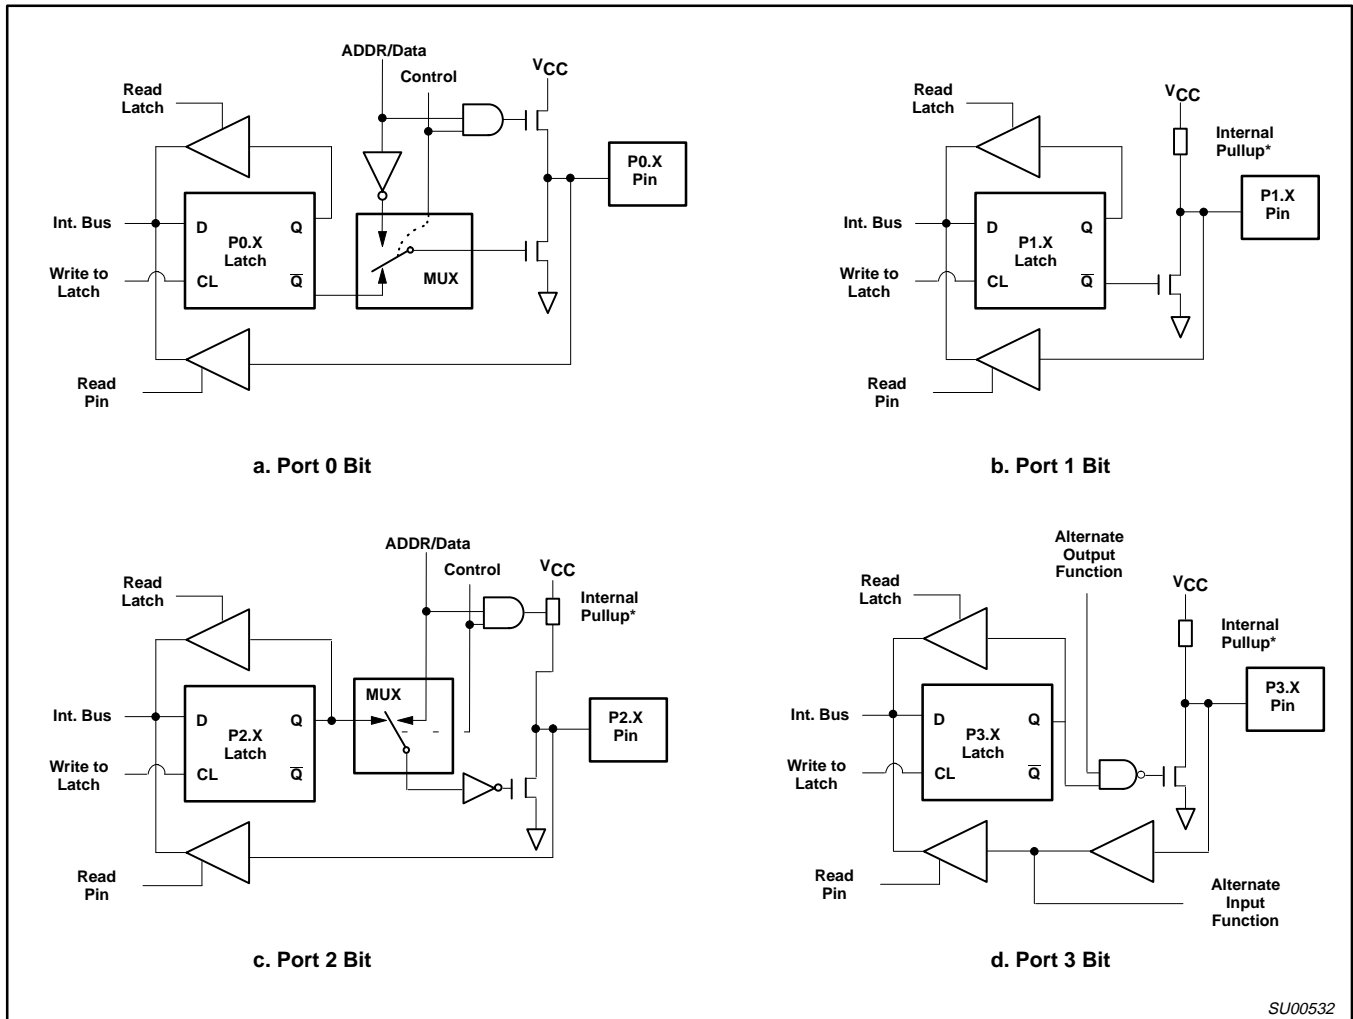 ADDR/Data
Control
VCC
Read
Latch
P0.X
Pin
Int. Bus
D
Q
P0.X
Latch
Write to
Latch
CL
Q̅
MUX
Read
Pin
a. Port 0 Bit
VCC
Read
Latch
Internal
Pullup*
P1.X
Pin
Int. Bus
D
Q
P1.X
Latch
Write to
Latch
CL
Q̅
Read
Pin
b. Port 1 Bit
ADDR/Data
Control
VCC
Read
Latch
Internal
Pullup*
MUX
P2.X
Pin
Int. Bus
D
Q
P2.X
Latch
Write to
Latch
CL
Q̅
Read
Pin
c. Port 2 Bit
Alternate
Output
Function
VCC
Read
Latch
Internal
Pullup*
P3.X
Pin
Int. Bus
D
Q
P3.X
Latch
Write to
Latch
CL
Q̅
Read
Pin
Alternate
Input
Function
d. Port 3 Bit
SU00532